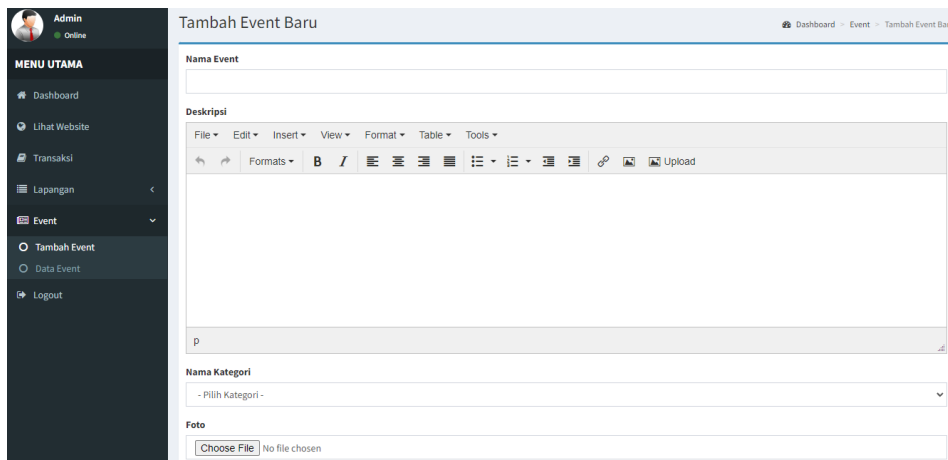 Admin
Online
MENU UTAMA
Dashboard
Lihat Website
Transaksi
Lapangan
Event
Tambah Event
Data Event
Logout
Tambah Event Baru
Dashboard > Event > Tambah Event Bar
Nama Event
Deskripsi
File Edit Insert View Format Table Tools
Formats B I Upload
p
Nama Kategori
- Pilih Kategori -
Foto
Choose File No file chosen